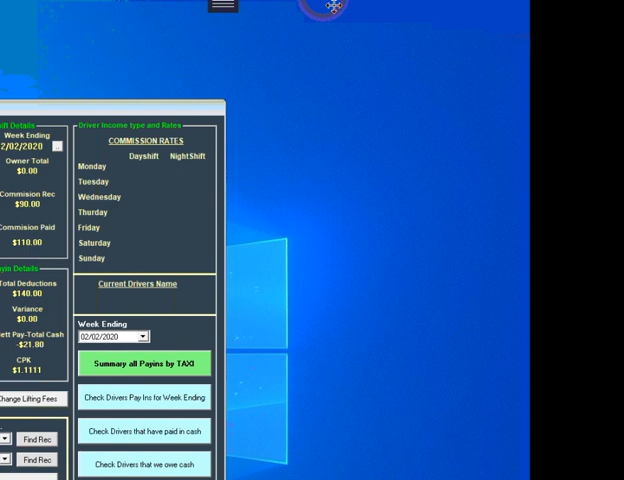 ift Details
Week Ending
2/02/2020
..
Owner Total
$0.00
Commision Rec
$90.00
Commision Paid
$110.00
yin Details
Total Deductions
$140.00
Variance
$0.00
ett Pay-Total Cash
-$21.80
CPK
$1.1111
Change Lifting Fees
Find Rec
Find Rec
Driver Income type and Rates
COMMISSION RATES
Dayshift NightShift
Monday
Tuesday
Wednesday
Thurday
Friday
Saturday
Sunday
Current Drivers Name
Week Ending
02/02/2020
Summary all Payins by TAXI
Check Drivers Pay Ins for Week Ending
Check Drivers that have paid in cash
Check Drivers that we owe cash